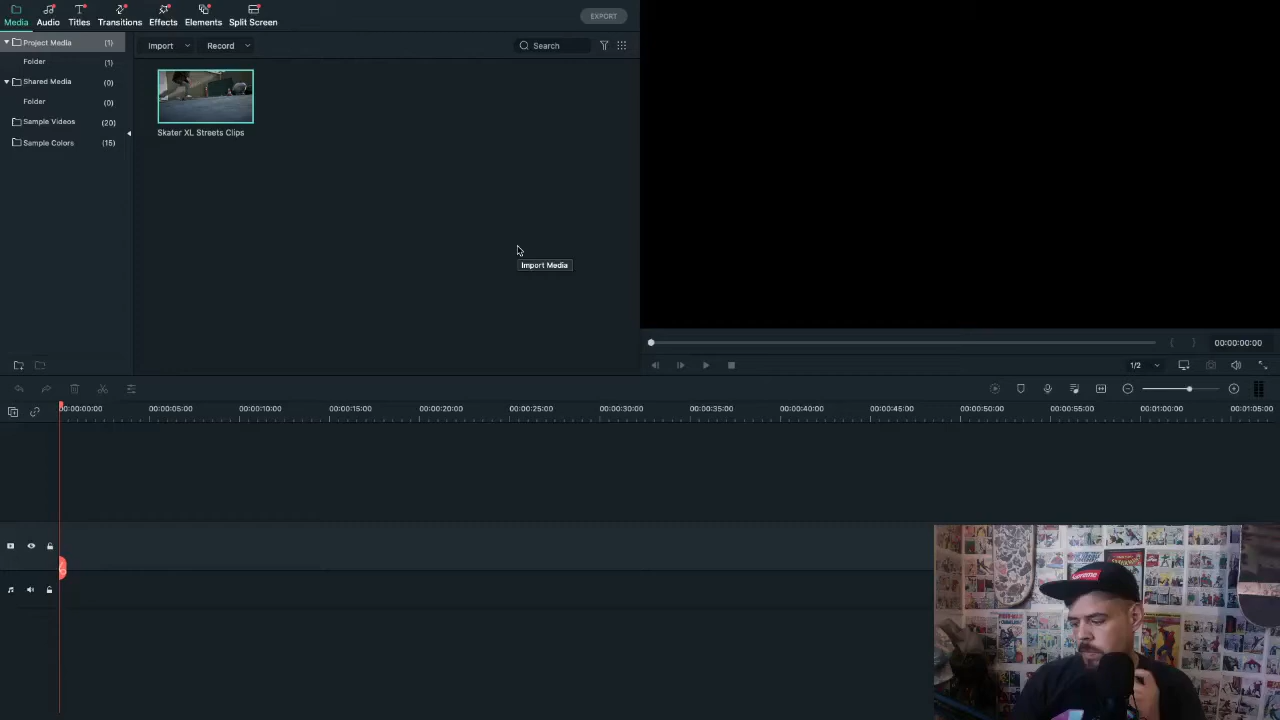 Media Audio Titles Transitions Effects Elements Split Screen EXPORT
Project Media (1)
Folder (1)
Shared Media (0)
Folder (0)
Sample Videos (20)
Sample Colors (15)
Import Record Search
Skater XL Streets Clips
Import Media
00:00:00:00
1/2
00:00:00:00 00:00:05:00 00:00:10:00 00:00:15:00 00:00:20:00 00:00:25:00 00:00:30:00 00:00:35:00 00:00:40:00 00:00:45:00 00:00:50:00 00:00:55:00 00:01:00:00 00:01:05:00
Supreme